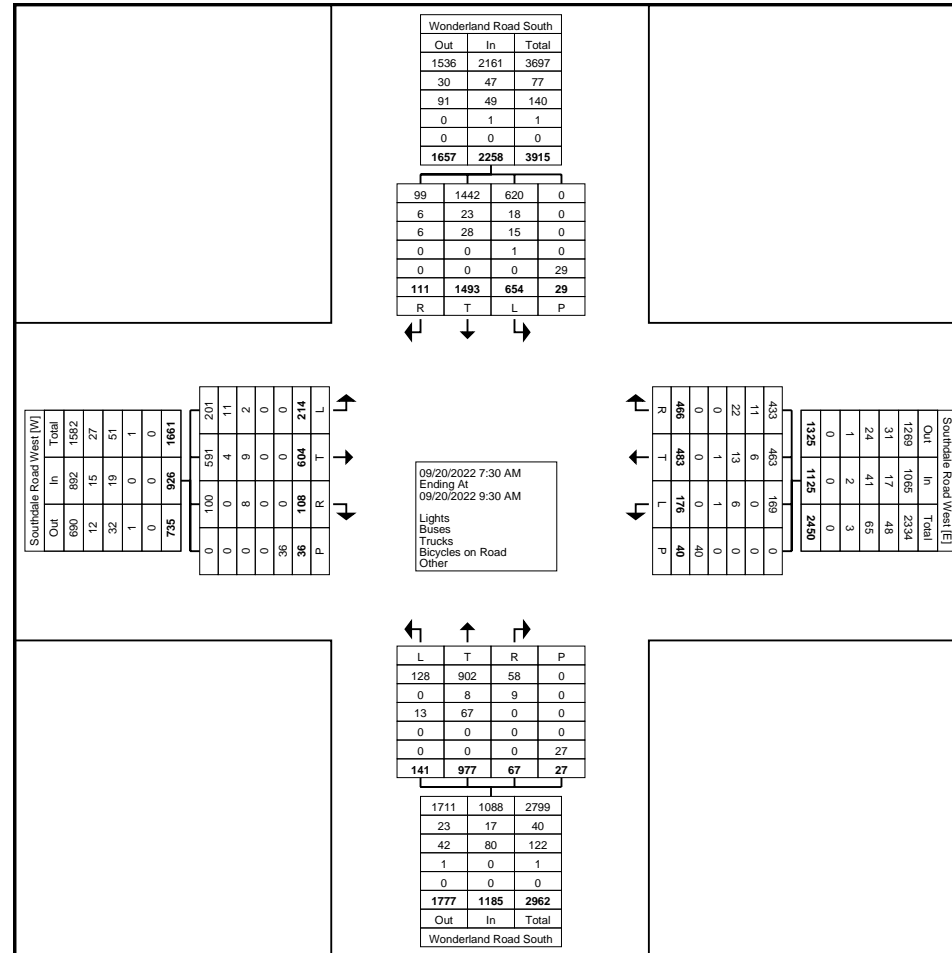 Wonderland Road South
Out In Total
1536 2161 3697
30 47 77
91 49 140
0 1 1
0 0 0
1657 2258 3915
99 1442 620 0
6 23 18 0
6 28 15 0
0 0 1 0
0 0 0 29
111 1493 654 29
R T L P
Southdale Road West [W]
Total In Out
1582 892 690
27 15 12
51 19 32
1 0 1
0 0 0
1661 926 735
201 591 100 0
11 4 0 0
2 9 8 0
0 0 0 0
0 0 0 36
214 604 108 36
L T R P
09/20/2022 7:30 AM
Ending At
09/20/2022 9:30 AM
Lights
Buses
Trucks
Bicycles on Road
Other
R T L P
466 483 176 40
0 0 0 40
0 1 1 0
22 13 6 0
11 6 0 0
433 463 169 0
Southdale Road West [E]
Out In Total
1269 1065 2334
31 17 48
24 41 65
1 2 3
0 0 0
1325 1125 2450
L T R P
128 902 58 0
0 8 9 0
13 67 0 0
0 0 0 0
0 0 0 27
141 977 67 27
1711 1088 2799
23 17 40
42 80 122
1 0 1
0 0 0
1777 1185 2962
Out In Total
Wonderland Road South